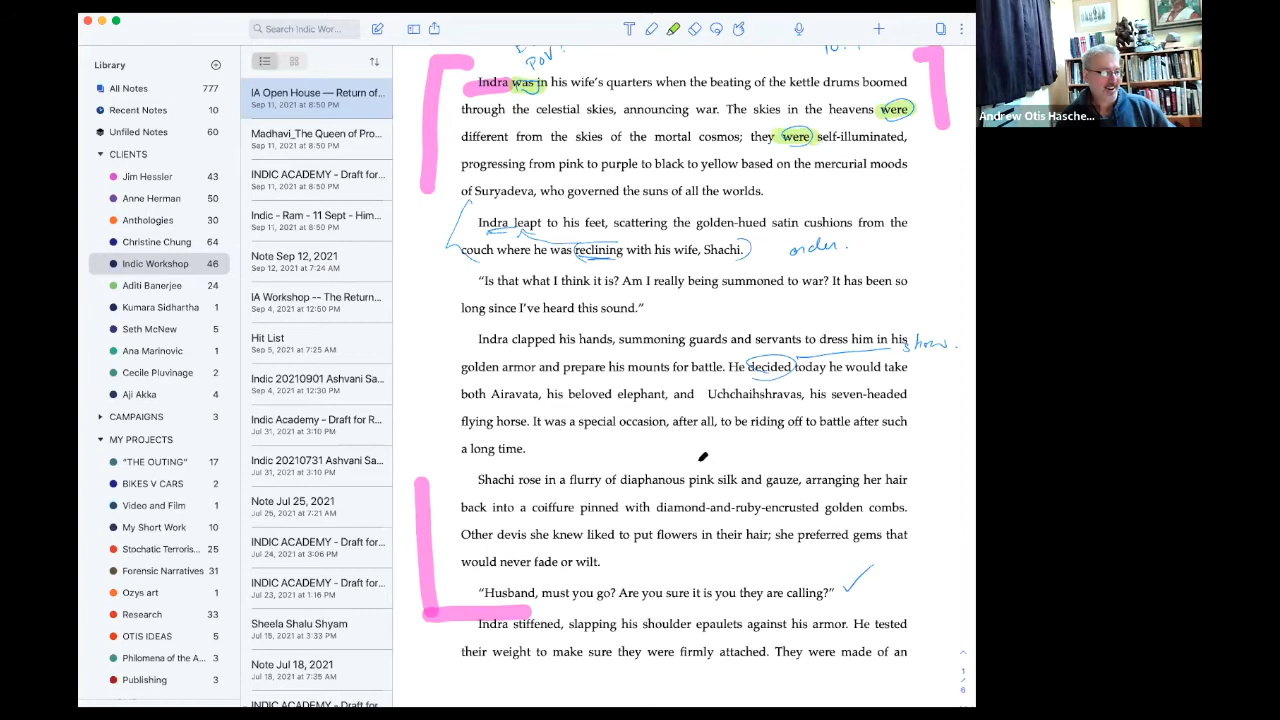 Search Indic Wor...
Library
All Notes 777
Recent Notes 10
Unfiled Notes 60
CLIENTS
Jim Hessler 43
Anne Herman 50
Anthologies 30
Christine Chung 64
Indic Workshop 46
Aditi Banerjee 24
Kumara Sidhartha 1
Seth McNew 5
Ana Marinovic 1
Cecile Pluvinage 2
Aji Akka 4
CAMPAIGNS
MY PROJECTS
“THE OUTING” 17
BIKES V CARS 2
Video and Film 1
My Short Work 10
Stochatic Terroris... 25
Forensic Narratives 31
Ozys art 1
Research 33
OTIS IDEAS 5
Philomena of the A... 3
Publishing 3
IA Open House — Return of...
Sep 11, 2021 at 8:50 PM
Madhavi_The Queen of Pro...
Sep 11, 2021 at 8:50 PM
INDIC ACADEMY - Draft for...
Sep 11, 2021 at 8:50 PM
Indic - Ram - 11 Sept - Him...
Sep 11, 2021 at 8:50 PM
Note Sep 12, 2021
Sep 12, 2021 at 7:24 AM
IA Workshop -- The Return...
Sep 4, 2021 at 12:50 PM
Hit List
Sep 5, 2021 at 7:25 AM
Indic 20210901 Ashvani Sa...
Sep 4, 2021 at 12:30 PM
Indic Academy - Draft for R...
Jul 31, 2021 at 3:10 PM
Indic 20210731 Ashvani Sa...
Jul 31, 2021 at 3:10 PM
Note Jul 25, 2021
Jul 25, 2021 at 7:21 AM
INDIC ACADEMY - Draft for...
Jul 24, 2021 at 3:06 PM
INDIC ACADEMY - Draft for...
Jul 23, 2021 at 1:16 PM
Sheela Shalu Shyam
Jul 15, 2021 at 3:33 PM
Note Jul 18, 2021
Jul 18, 2021 at 7:35 AM
INDIC ACADEMY - Draft for...
POV?
Indra was in his wife’s quarters when the beating of the kettle drums boomed
through the celestial skies, announcing war. The skies in the heavens were
different from the skies of the mortal cosmos; they were self-illuminated,
progressing from pink to purple to black to yellow based on the mercurial moods
of Suryadeva, who governed the suns of all the worlds.
Indra leapt to his feet, scattering the golden-hued satin cushions from the
couch where he was reclining with his wife, Shachi.
order.
“Is that what I think it is? Am I really being summoned to war? It has been so
long since I’ve heard this sound.”
Indra clapped his hands, summoning guards and servants to dress him in his
show.
golden armor and prepare his mounts for battle. He decided today he would take
both Airavata, his beloved elephant, and Uchchaihshravas, his seven-headed
flying horse. It was a special occasion, after all, to be riding off to battle after such
a long time.
Shachi rose in a flurry of diaphanous pink silk and gauze, arranging her hair
back into a coiffure pinned with diamond-and-ruby-encrusted golden combs.
Other devis she knew liked to put flowers in their hair; she preferred gems that
would never fade or wilt.
“Husband, must you go? Are you sure it is you they are calling?”
Indra stiffened, slapping his shoulder epaulets against his armor. He tested
their weight to make sure they were firmly attached. They were made of an
1
/
6
Andrew Otis Hasche...